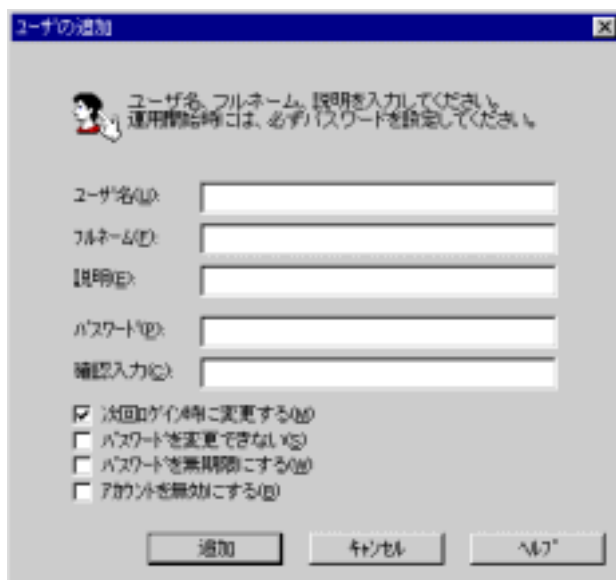 ユーザの追加
ユーザ名、フルネーム、説明を入力してください。
運用開始時には、必ずパスワードを設定してください。
ユーザ名(U):
フルネーム(F):
説明(E):
パスワード(P):
確認入力(C):
次回ログイン時に変更する(M)
パスワードを変更できない(S)
パスワードを無期限にする(W)
アカウントを無効にする(B)
追加
キャンセル
ヘルプ